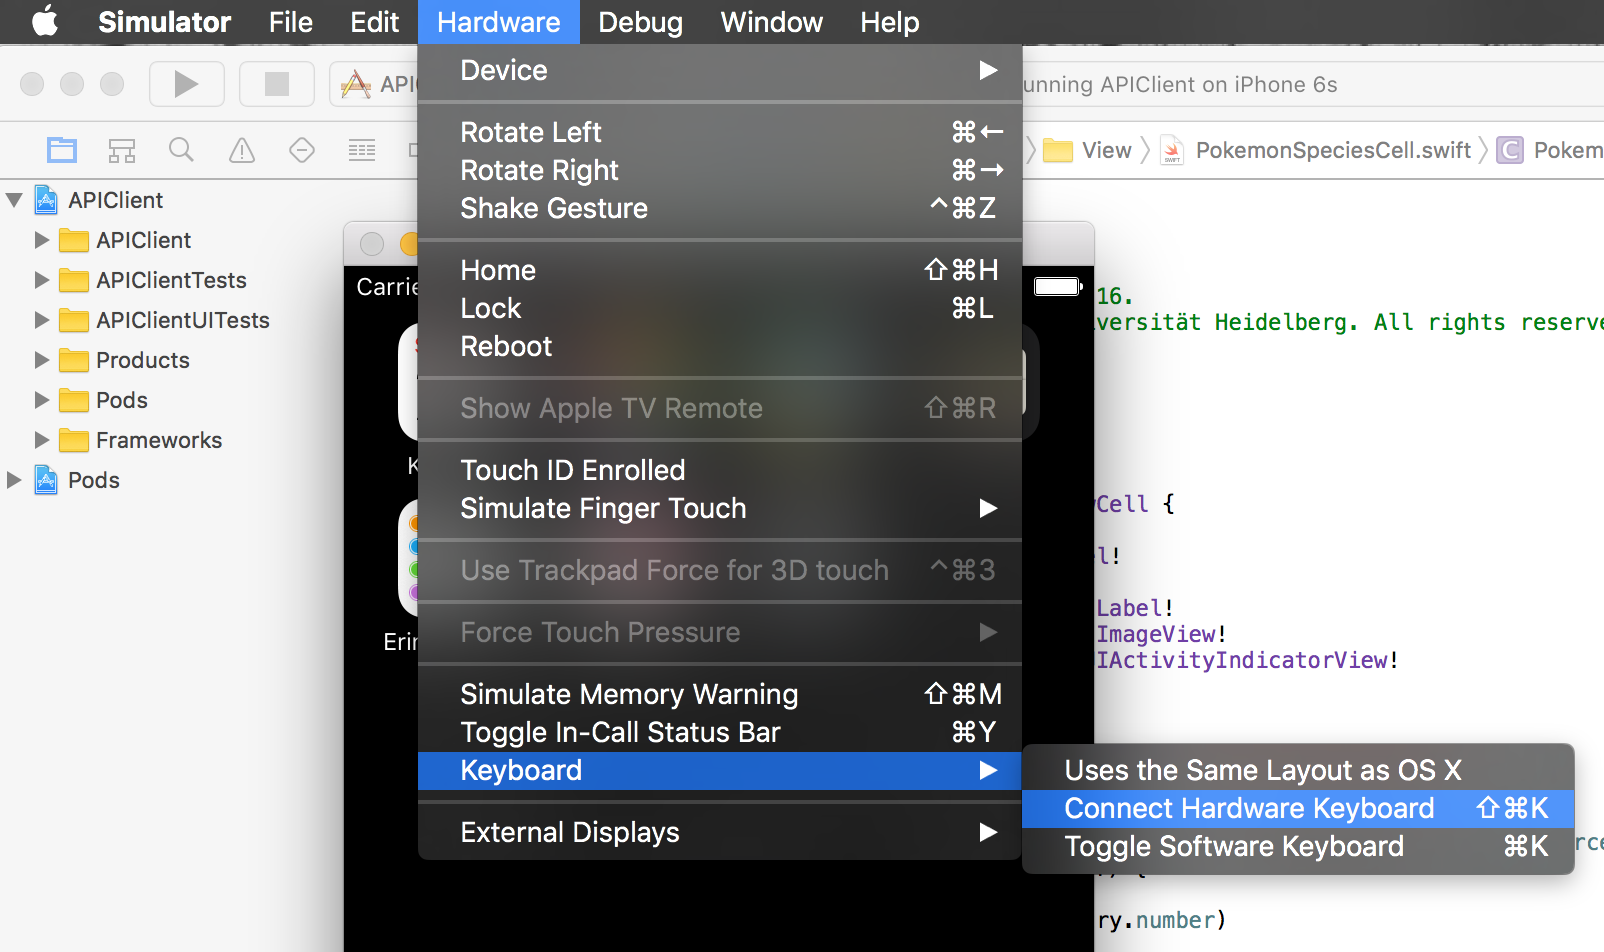 Simulator File Edit Hardware Debug Window Help
unning APIClient on iPhone 6s
View PokemonSpeciesCell.swift C Pokem
APIClient
APIClient
APIClientTests
APIClientUITests
Products
Pods
Frameworks
Pods
Carrie
Erin
Device
Rotate Left ⌘←
Rotate Right ⌘→
Shake Gesture ^⌘Z
Home ⇧⌘H
Lock ⌘L
Reboot
Show Apple TV Remote ⇧⌘R
Touch ID Enrolled
Simulate Finger Touch
Use Trackpad Force for 3D touch ^⌘3
Force Touch Pressure
Simulate Memory Warning ⇧⌘M
Toggle In-Call Status Bar ⌘Y
Keyboard
External Displays
Uses the Same Layout as OS X
Connect Hardware Keyboard ⇧⌘K
Toggle Software Keyboard ⌘K
16.
versität Heidelberg. All rights reserve
Cell {
l!
Label!
ImageView!
IActivityIndicatorView!
rce
ry.number)